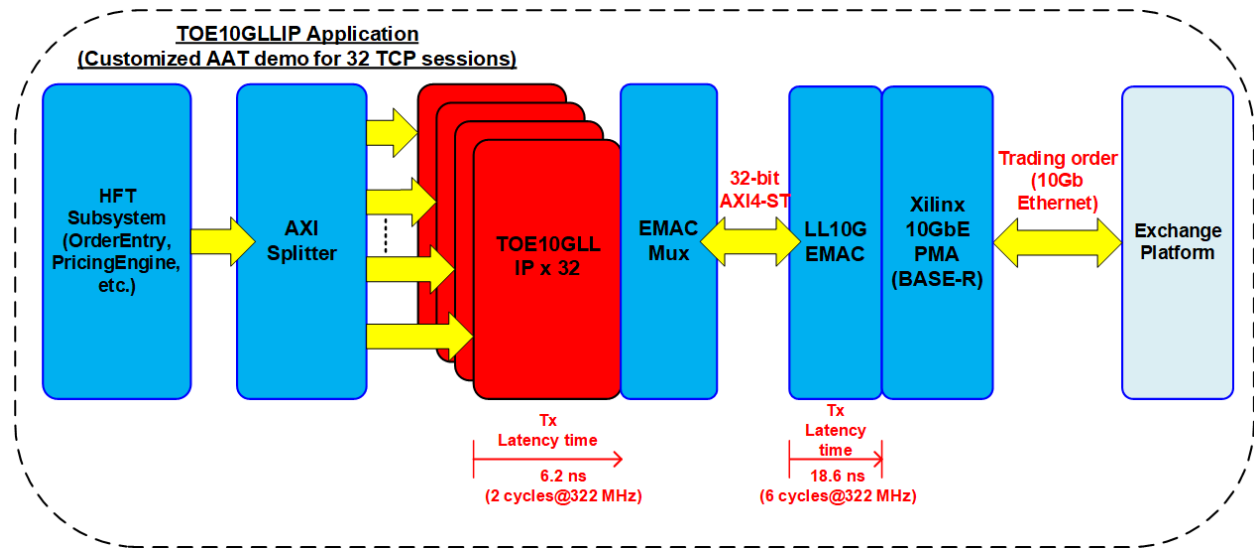 TOE10GLLIP Application
(Customized AAT demo for 32 TCP sessions)
HFT
Subsystem
(OrderEntry,
PricingEngine,
etc.)
AXI
Splitter
TOE10GLL
IP x 32
EMAC
Mux
32-bit
AXI4-ST
LL10G
EMAC
Xilinx
10GbE
PMA
(BASE-R)
Trading order
(10Gb
Ethernet)
Exchange
Platform
Tx
Latency time
6.2 ns
(2 cycles@322 MHz)
Tx
Latency
time
18.6 ns
(6 cycles@322 MHz)